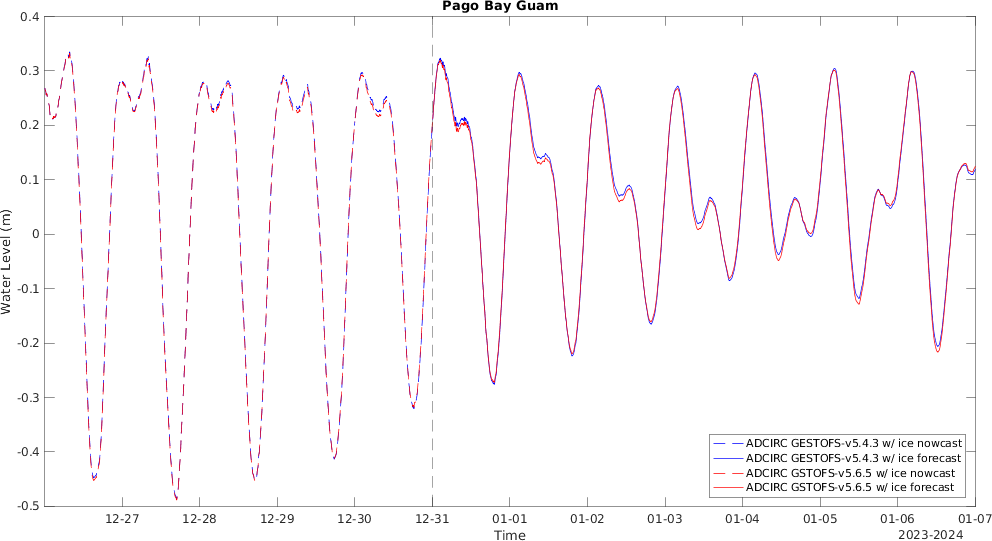 Pago Bay Guam
0.4
0.3
0.2
0.1
0
-0.1
-0.2
-0.3
-0.4
-0.5
Water Level (m)
ADCIRC GESTOFS-v5.4.3 w/ ice nowcast
ADCIRC GESTOFS-v5.4.3 w/ ice forecast
ADCIRC GSTOFS-v5.6.5 w/ ice nowcast
ADCIRC GSTOFS-v5.6.5 w/ ice forecast
12-27 12-28 12-29 12-30 12-31 01-01 01-02 01-03 01-04 01-05 01-06 01-07
Time
2023-2024